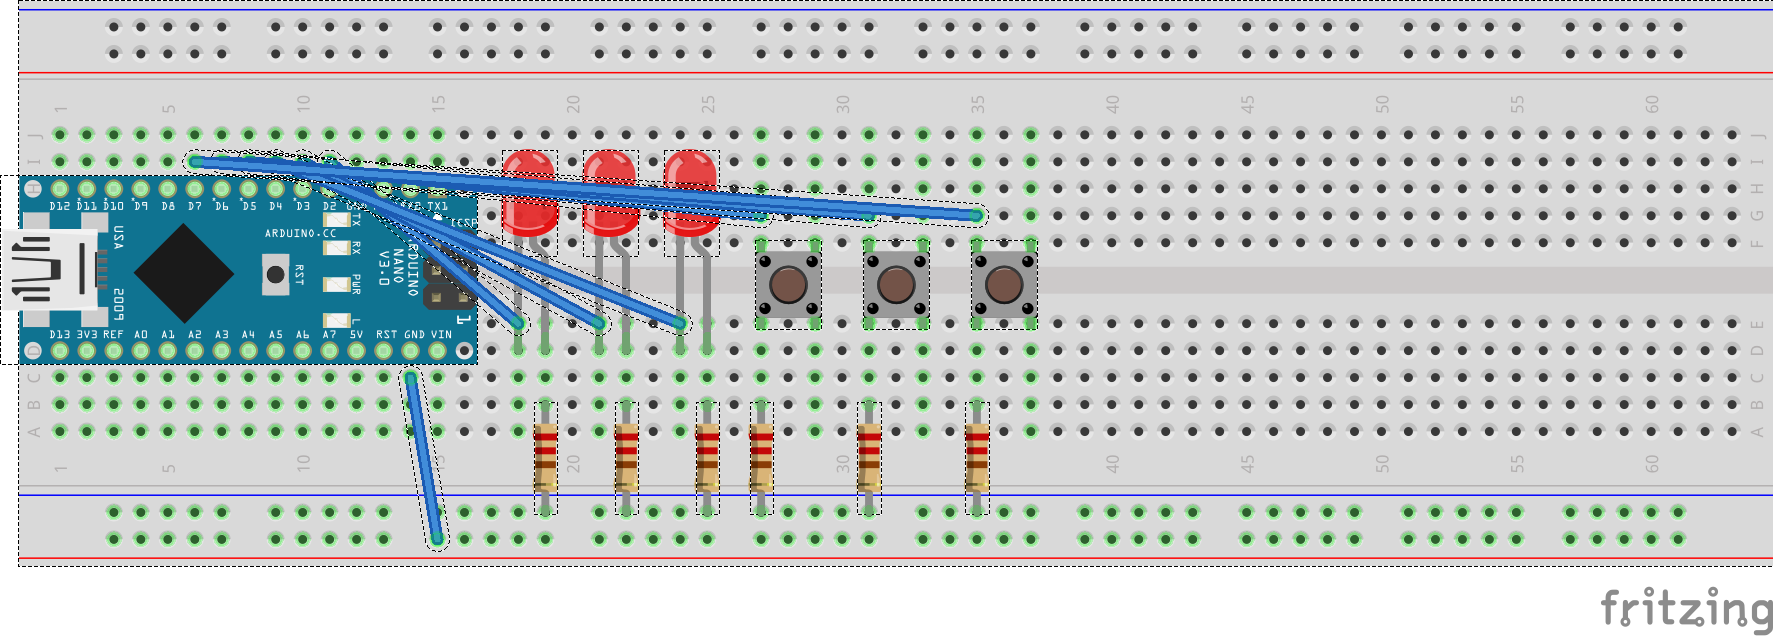 1 5 10 15 20 25 30 35 40 45 50 55 60
J J
I I
H H
G
F F
D12 D11 D10 D9 D8 D7 D6 D5 D4 D3 D2 TX1
ICSP
USA
ARDUINO.CC
TX
RX
RST
PWR
L
ARDUINO
NANO
V3.0
2009
1
D13 3V3 REF A0 A1 A2 A3 A4 A5 A6 A7 5V RST GND VIN
E
D D
C C
B B
A A
1 5 10 15 20 25 30 35 40 45 50 55 60
fritzing